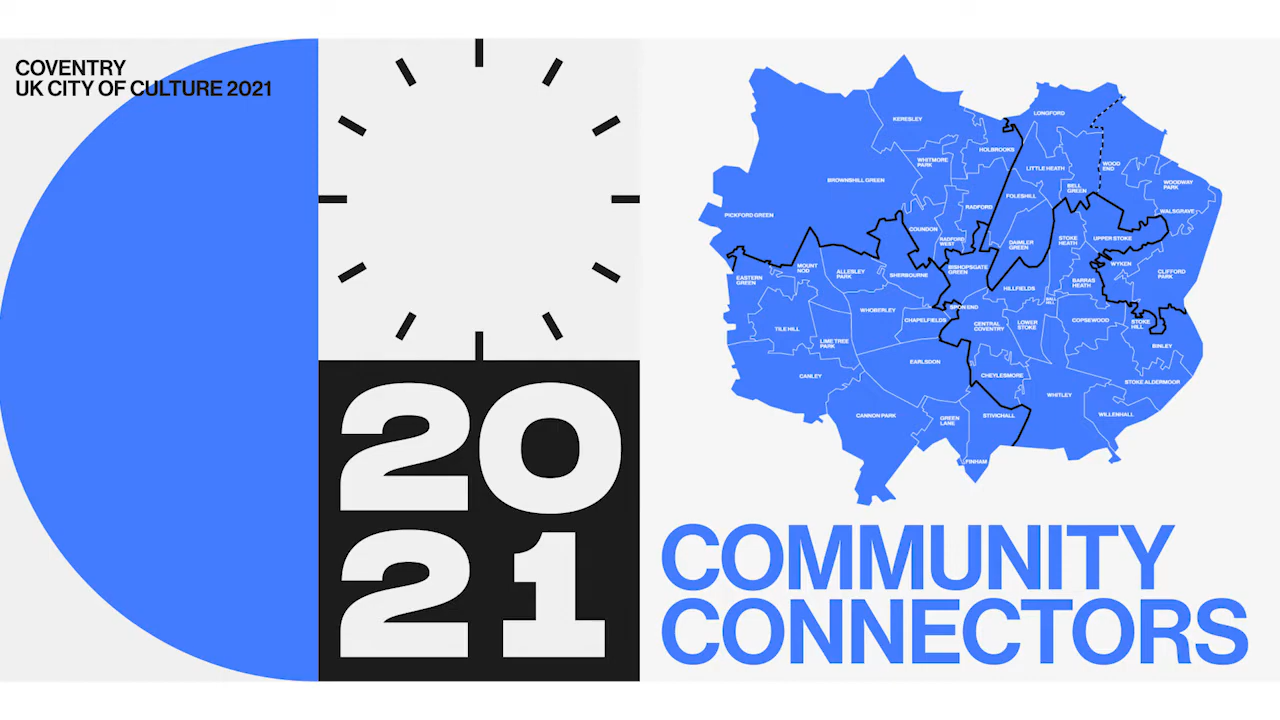 COVENTRY
UK CITY OF CULTURE 2021
20
21
KERESLEY
LONGFORD
HOLBROOKS
WHITMORE
PARK
LITTLE HEATH
WOOD
END
BROWNSHILL GREEN
BELL
GREEN
WOODWAY
PARK
FOLESHILL
RADFORD
PICKFORD GREEN
WALSGRAVE
COUNDON
RADFORD
WEST
DAIMLER
GREEN
STOKE
HEATH
UPPER STOKE
MOUNT
NOD
ALLESLEY
PARK
SHERBOURNE
BISHOPSGATE
GREEN
WYKEN
CLIFFORD
PARK
EASTERN
GREEN
HILLFIELDS
BARRAS
HEATH
WHOBERLEY
SPON END
CHAPELFIELDS
CENTRAL
COVENTRY
LOWER
STOKE
COPSEWOOD
STOKE
HILL
TILE HILL
LIME TREE
PARK
BINLEY
EARLSDON
CANLEY
CHEYLESMORE
STOKE ALDERMOOR
WHITLEY
CANNON PARK
GREEN
LANE
STIVICHALL
WILLENHALL
FINHAM
COMMUNITY
CONNECTORS